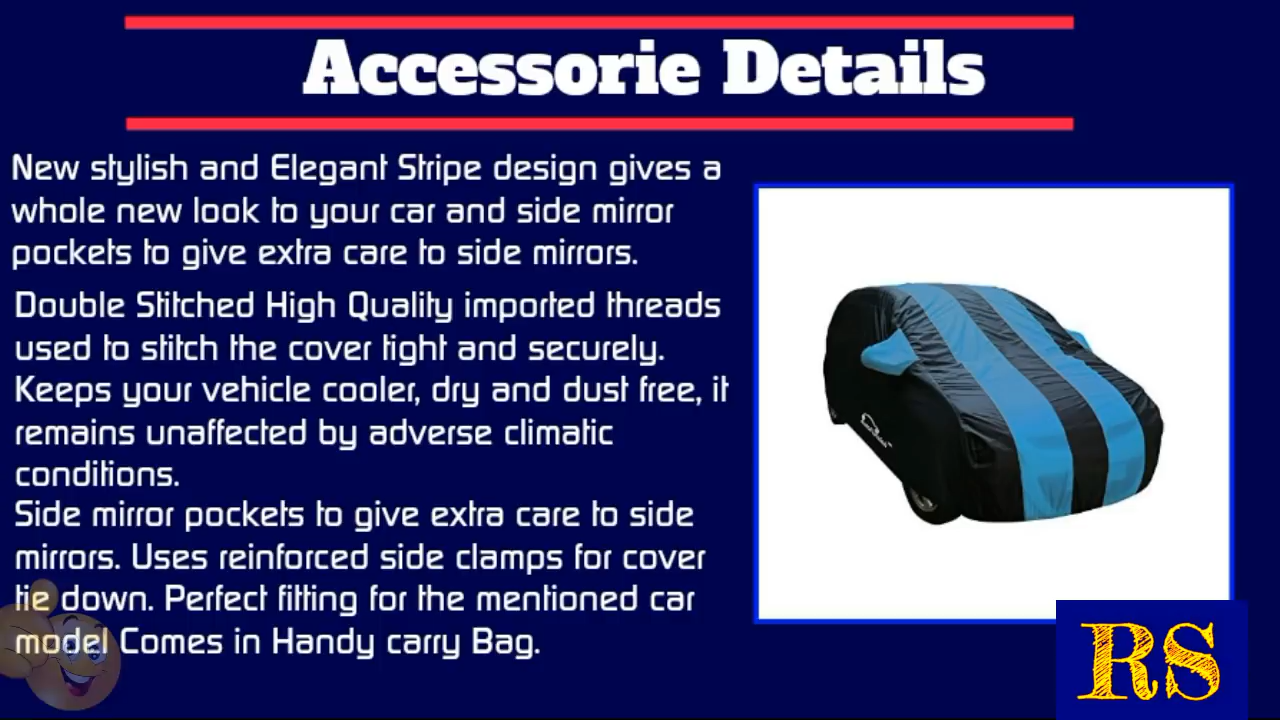 Accessorie Details
New stylish and Elegant Stripe design gives a
whole new look to your car and side mirror
pockets to give extra care to side mirrors.
Double Stitched High Quality imported threads
used to stitch the cover tight and securely.
Keeps your vehicle cooler, dry and dust free, it
remains unaffected by adverse climatic
conditions.
Side mirror pockets to give extra care to side
mirrors. Uses reinforced side clamps for cover
tie down. Perfect fitting for the mentioned car
model Comes in Handy carry Bag.
RS